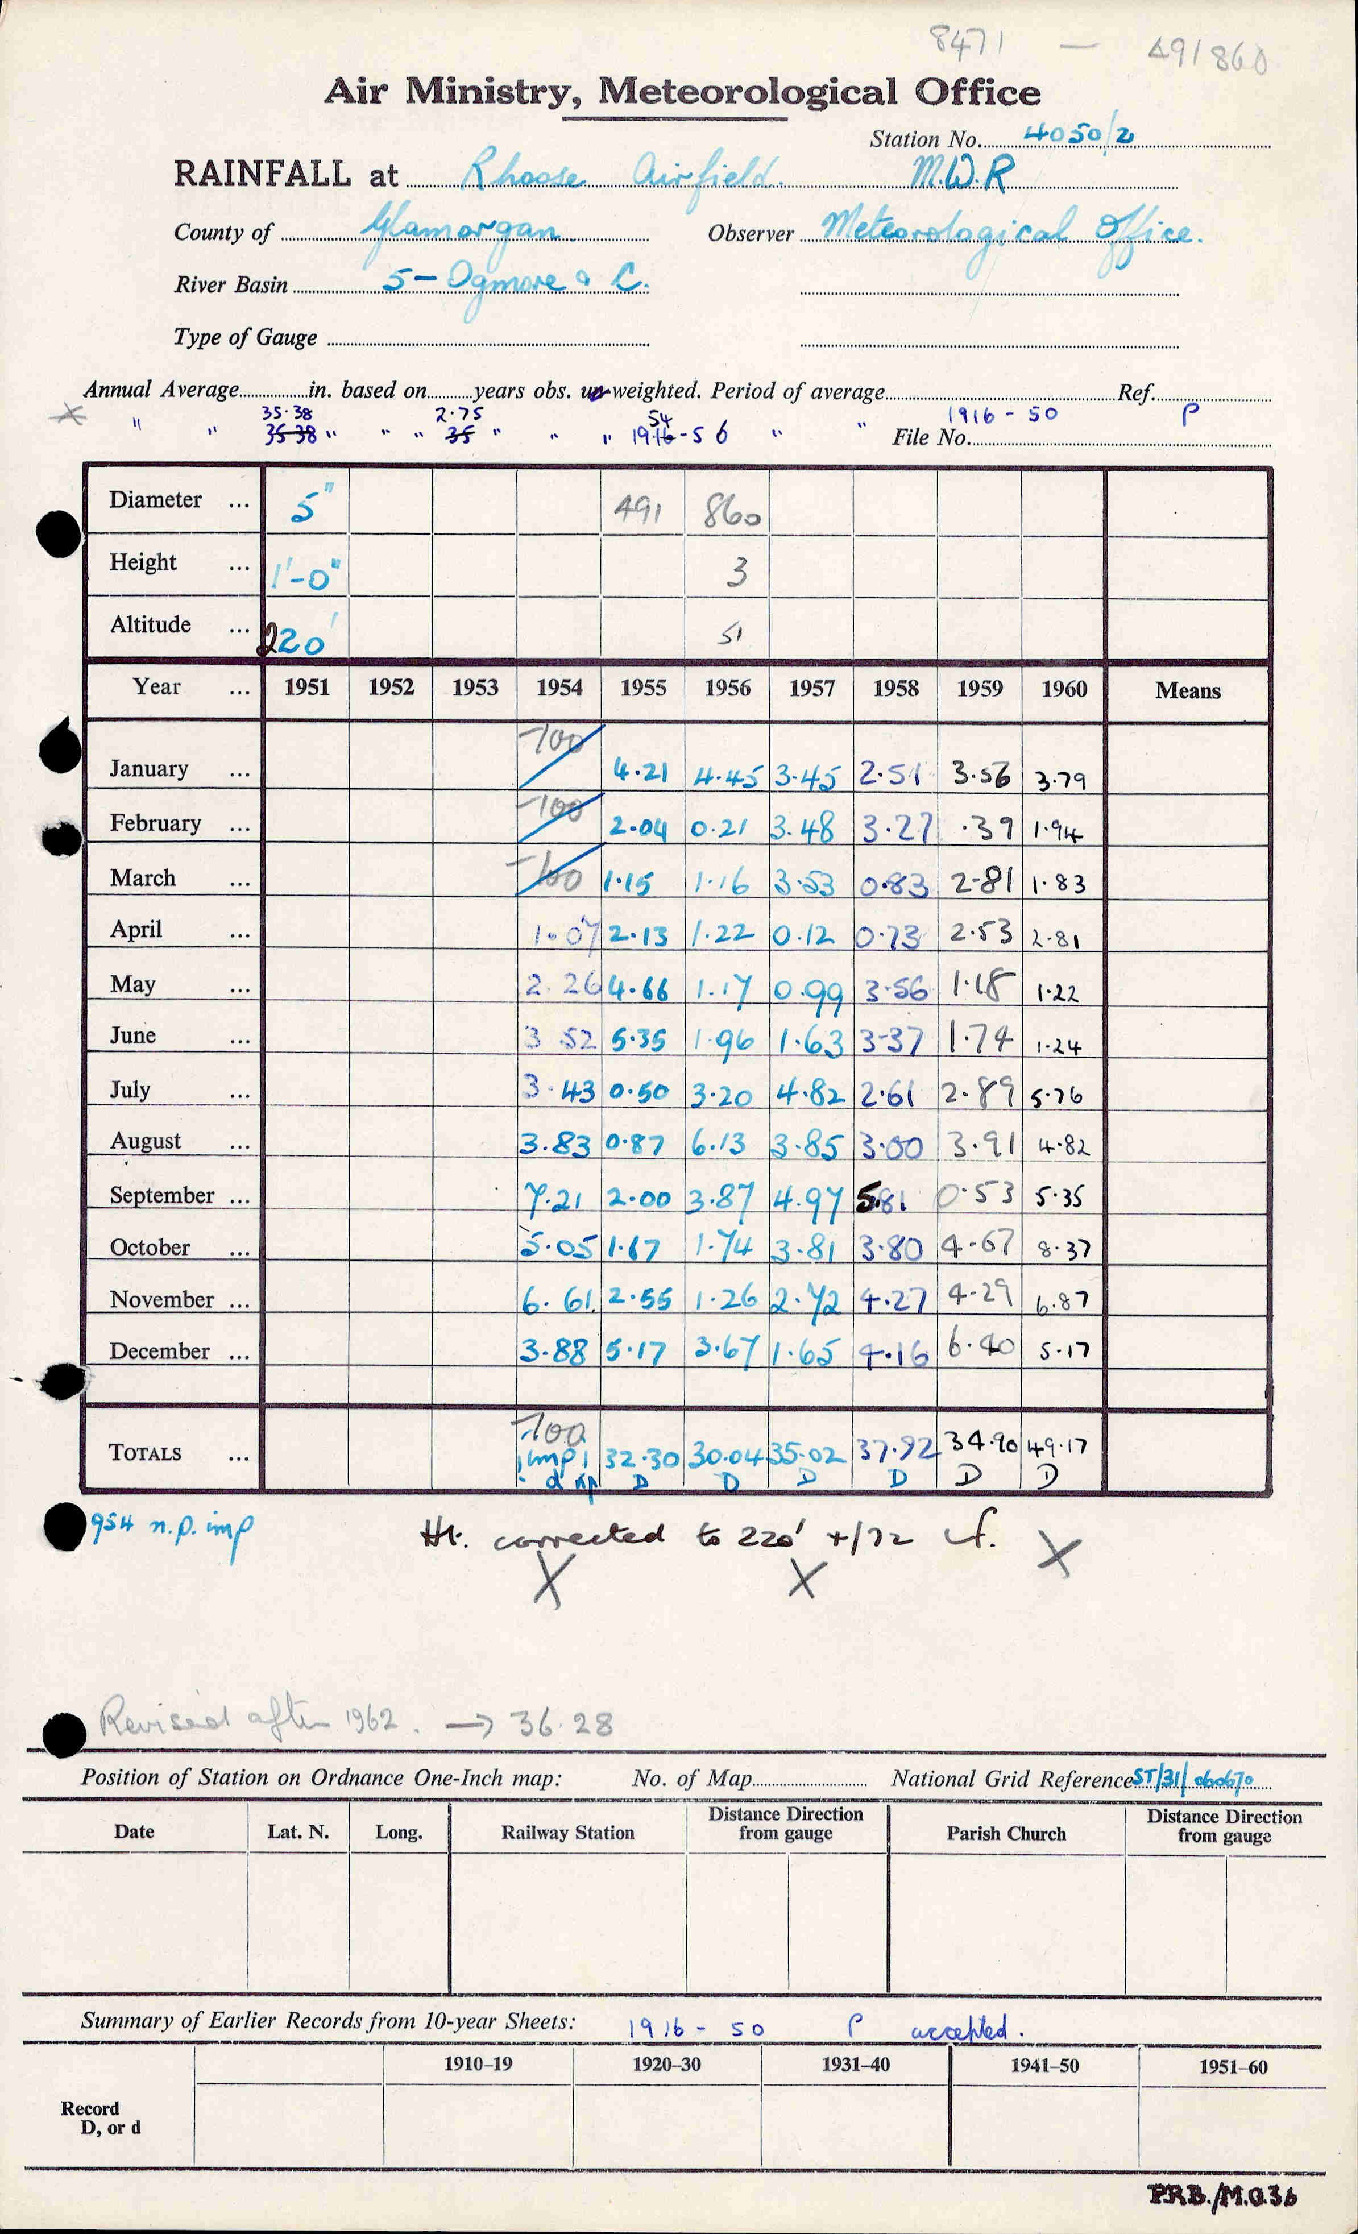 8471 — 491860
Air Ministry, Meteorological Office
Station No. 4050/2
RAINFALL at Rhoose Airfield. M.W.R
County of Glamorgan Observer Meteorological Office.
River Basin 5 - Ogmore & C.
Type of Gauge
Annual Average in. based on years obs. un-weighted. Period of average Ref.
35.38 2.75 54 1916-50 P
" " 35.38 " " " 35 " " " 1916-56 " " File No.
Diameter ... 5" 491 860
Height ... 1'-0" 3
Altitude ... 220' 51
Year ... 1951 1952 1953 1954 1955 1956 1957 1958 1959 1960 Means
January ... -100 4.21 4.45 3.45 2.51 3.56 3.79
February ... -100 2.04 0.21 3.48 3.27 .39 1.94
March ... -100 1.15 1.16 3.53 0.83 2.81 1.83
April ... 1.07 2.13 1.22 0.12 0.73 2.53 2.81
May ... 2.26 4.66 1.17 0.99 3.56 1.18 1.22
June ... 3 52 5.35 1.96 1.63 3.37 1.74 1.24
July ... 3.43 0.50 3.20 4.82 2.61 2.89 5.76
August ... 3.83 0.87 6.13 3.85 3.00 3.91 4.82
September ... 7.21 2.00 3.87 4.97 5.81 0.53 5.35
October ... 5.05 1.67 1.74 3.81 3.80 4.67 8.37
November ... 6.61 2.55 1.26 2.72 4.27 4.29 6.87
December ... 3.88 5.17 3.67 1.65 4.16 6.40 5.17
-100
TOTALS ... imp 32.30 30.04 35.02 37.92 34.90 49.17
D D D D D D
954 n.p. imp Ht. corrected to 220' 4/72 X
X X
Revised after 1962. → 36.28
Position of Station on Ordnance One-Inch map: No. of Map National Grid Reference ST/31/060670
Date Lat. N. Long. Railway Station Distance Direction from gauge Parish Church Distance Direction from gauge
Summary of Earlier Records from 10-year Sheets: 1916-50 P accepted.
1910–19 1920–30 1931–40 1941–50 1951–60
Record
D, or d
P.R.B./M.O.36